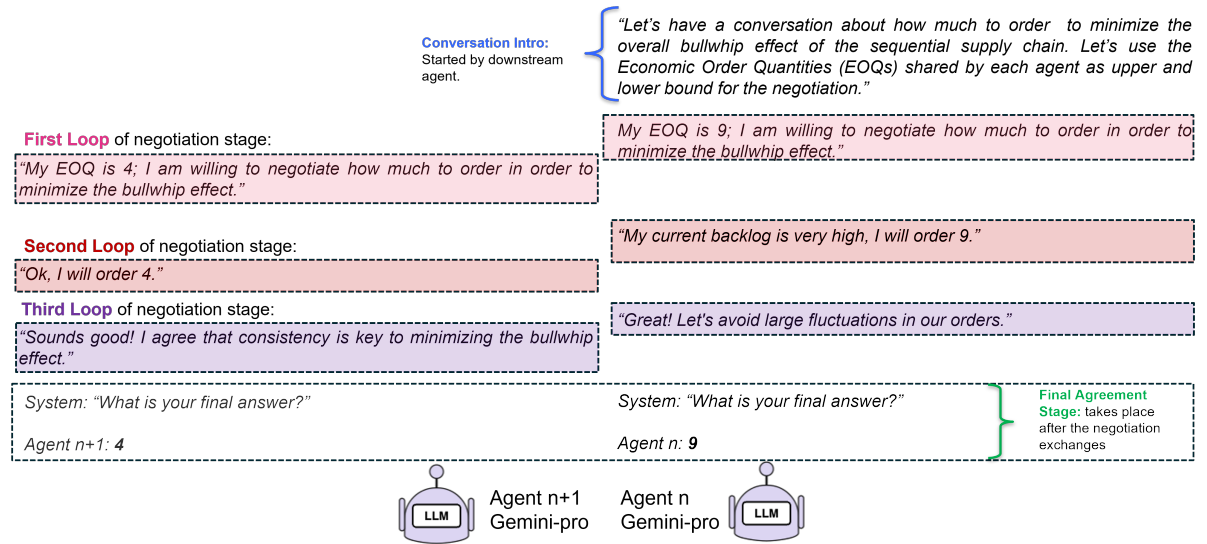 “Let’s have a conversation about how much to order to minimize the
overall bullwhip effect of the sequential supply chain. Let’s use the
Economic Order Quantities (EOQs) shared by each agent as upper and
lower bound for the negotiation.”
Conversation Intro:
Started by downstream
agent.
My EOQ is 9; I am willing to negotiate how much to order in order to
minimize the bullwhip effect.”
First Loop of negotiation stage:
“My EOQ is 4; I am willing to negotiate how much to order in order to
minimize the bullwhip effect.”
“My current backlog is very high, I will order 9.”
Second Loop of negotiation stage:
“Ok, I will order 4.”
Third Loop of negotiation stage:
“Great! Let's avoid large fluctuations in our orders.”
“Sounds good! I agree that consistency is key to minimizing the bullwhip
effect.”
System: “What is your final answer?”
Agent n+1: 4
System: “What is your final answer?”
Agent n: 9
Final Agreement
Stage: takes place
after the negotiation
exchanges
LLM
Agent n+1
Gemini-pro
Agent n
Gemini-pro
LLM